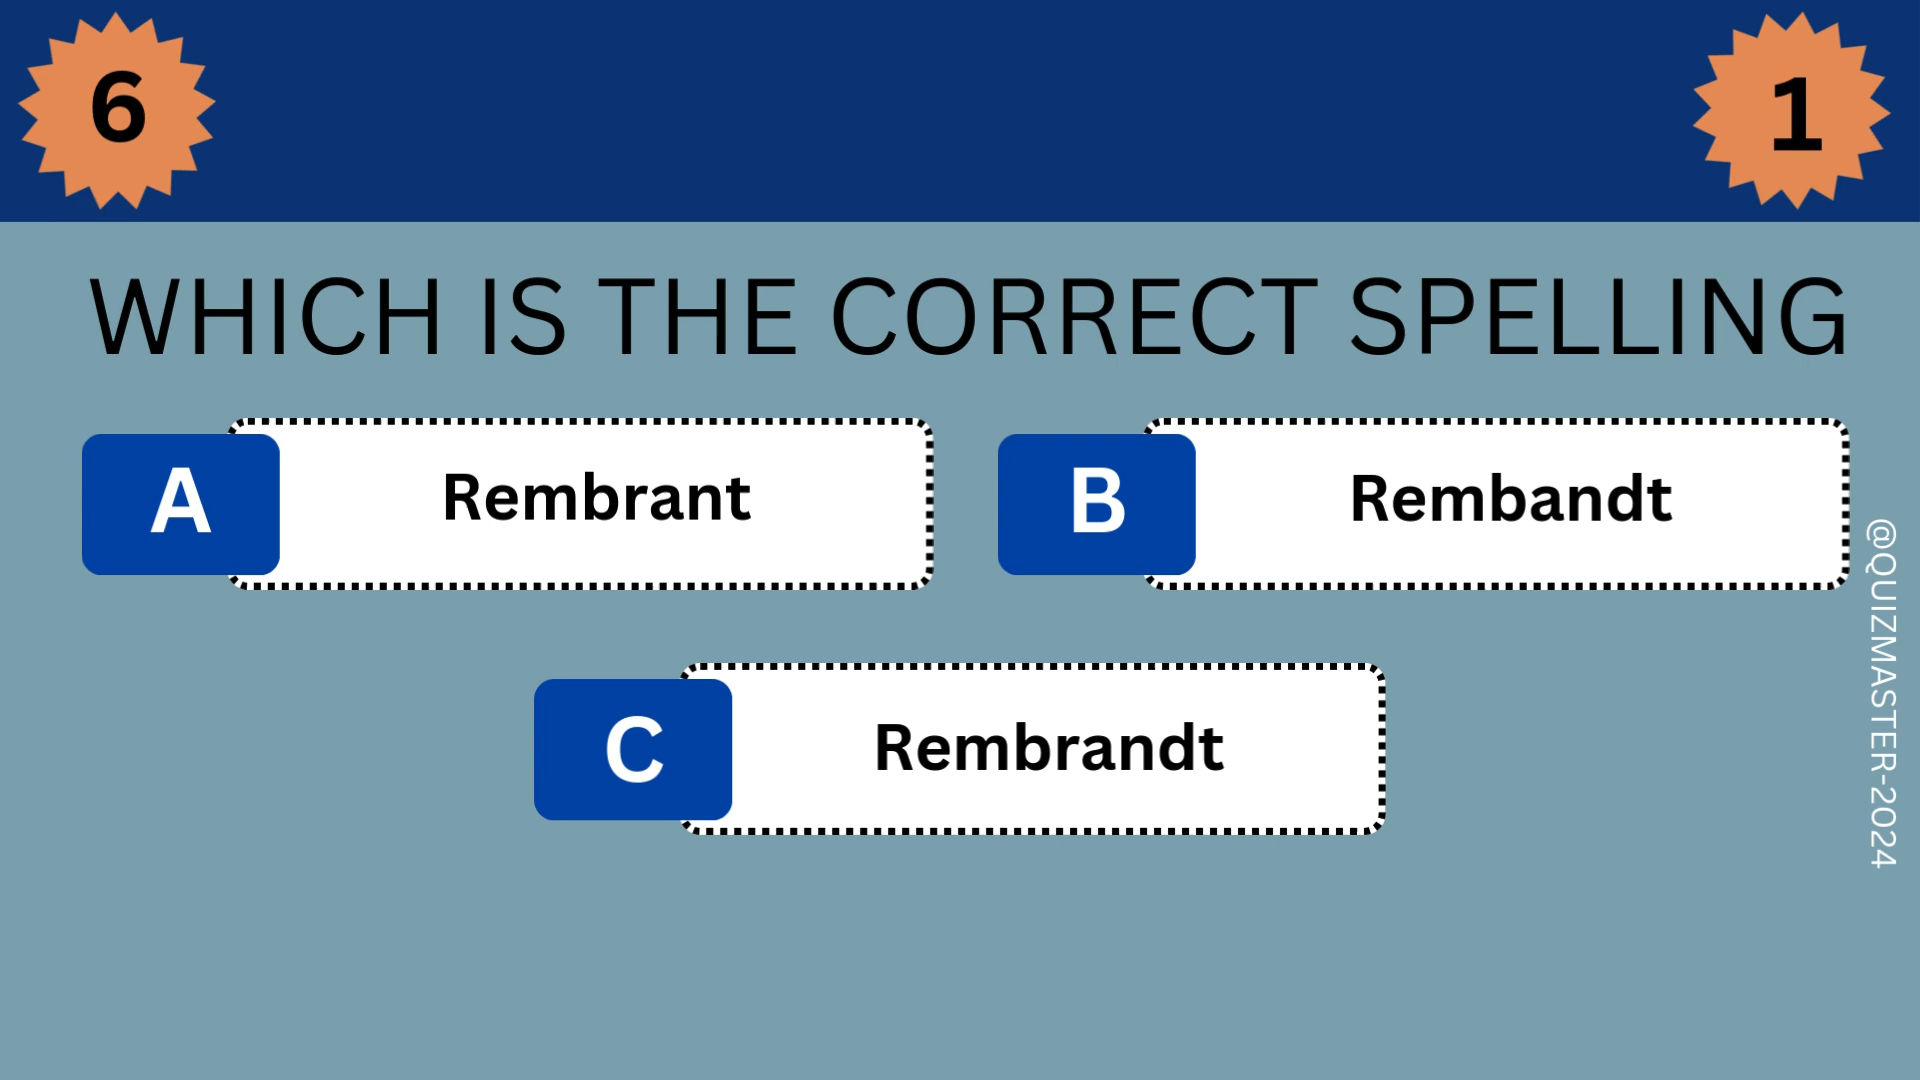 6
1
WHICH IS THE CORRECT SPELLING
A
Rembrant
B
Rembandt
C
Rembrandt
@QUIZMASTER-2024